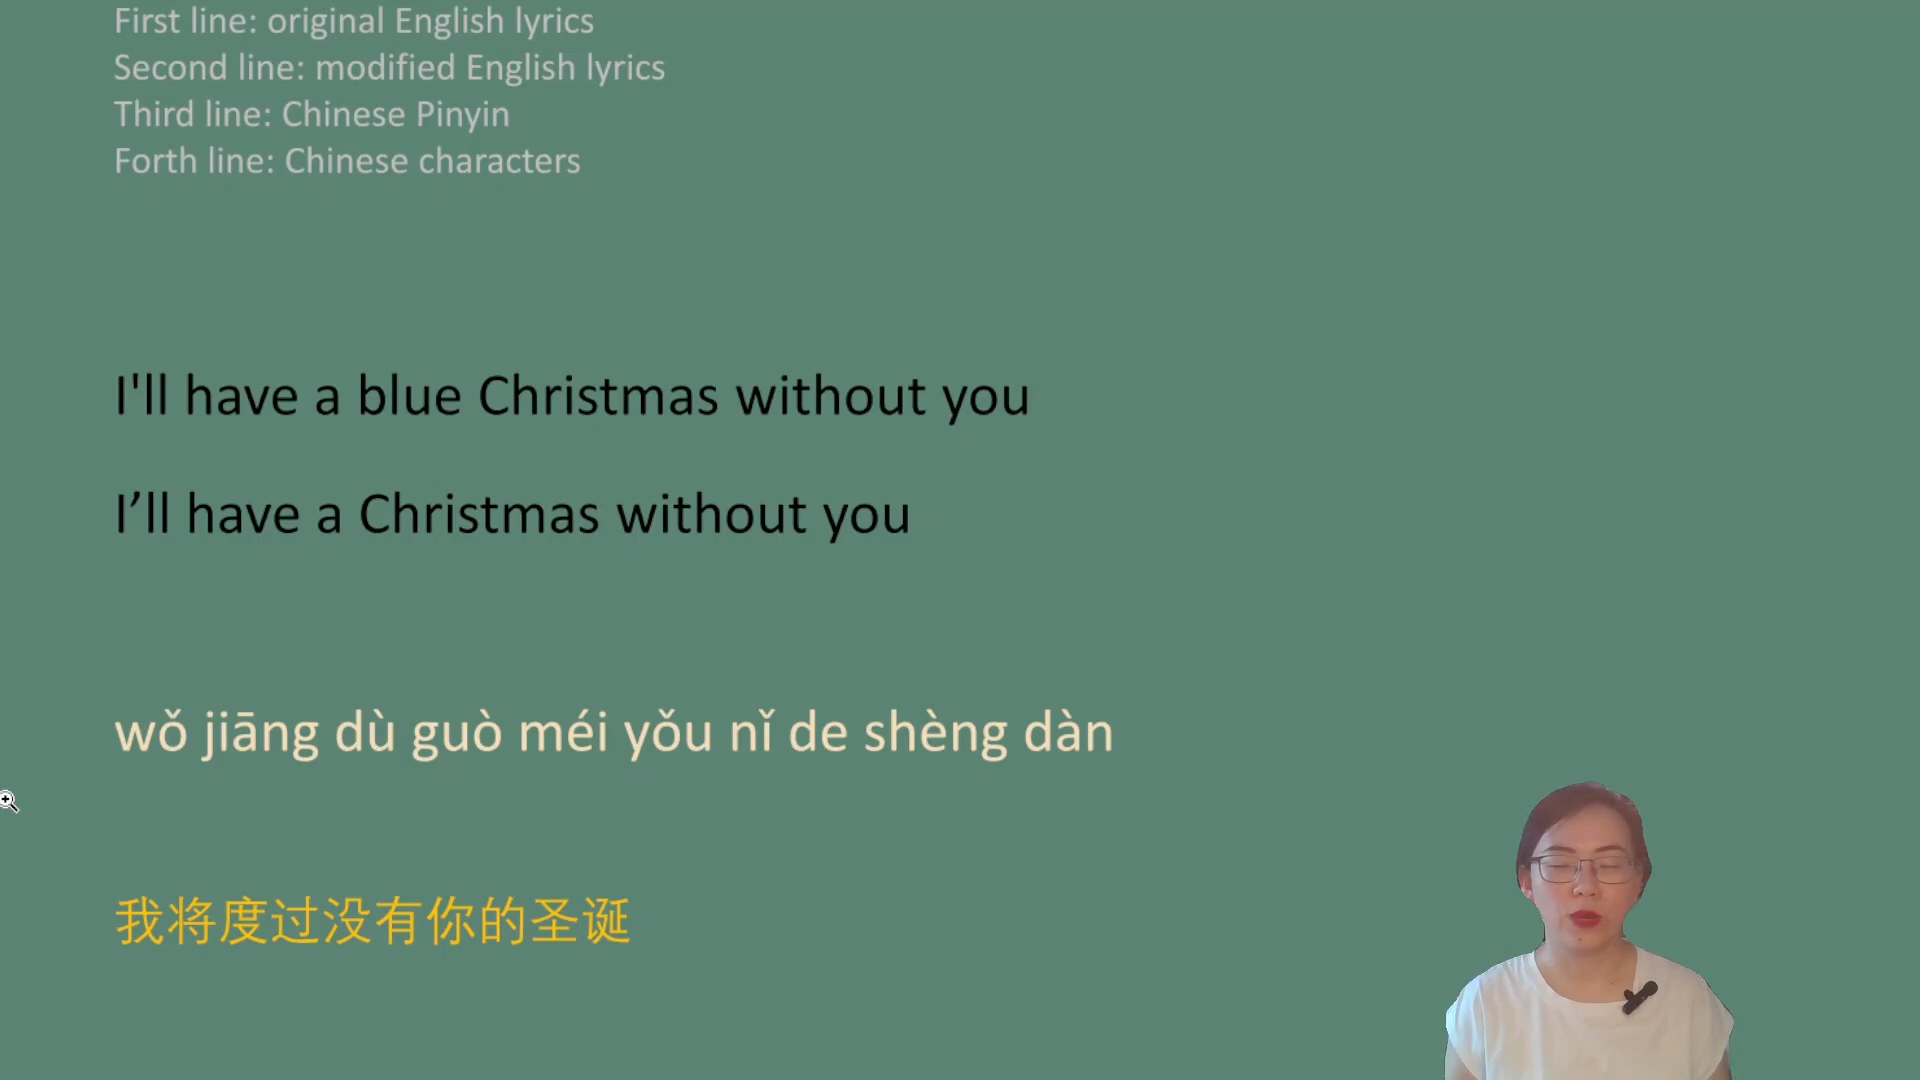 First line: original English lyrics
Second line: modified English lyrics
Third line: Chinese Pinyin
Forth line: Chinese characters
I'll have a blue Christmas without you
I’ll have a Christmas without you
wǒ jiāng dù guò méi yǒu nǐ de shèng dàn
我将度过没有你的圣诞